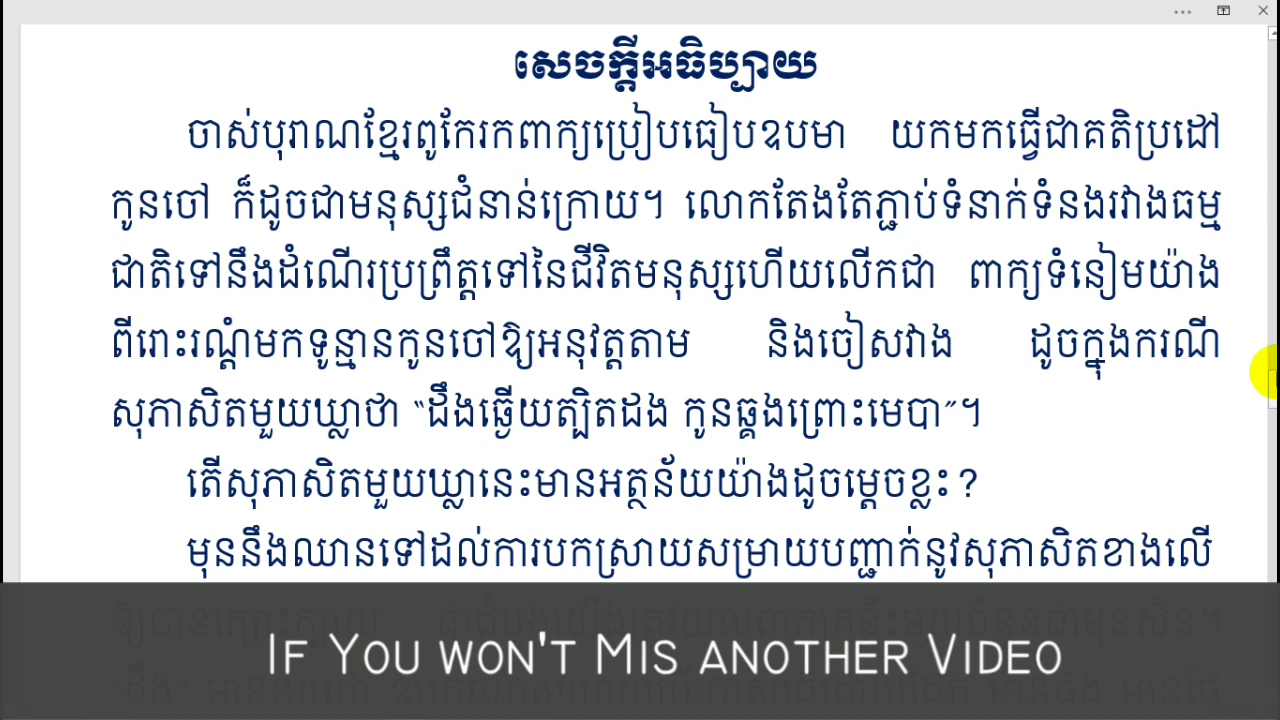 សេចក្តីអធិប្បាយ
ចាស់បុរាណខ្មែរពូកែរកពាក្យប្រៀបធៀបឧបមា យកមកធ្វើជាគតិប្រដៅ
កូនចៅ ក៏ដូចជាមនុស្សជំនាន់ក្រោយ។ លោកតែងតែភ្ជាប់ទំនាក់ទំនងរវាងធម្ម
ជាតិទៅនឹងដំណើរប្រព្រឹត្តទៅនៃជីវិតមនុស្សហើយលើកជា ពាក្យទំនៀមយ៉ាង
ពីរោះរណ្តំមកទូន្មានកូនចៅឱ្យអនុវត្តតាម និងចៀសវាង ដូចក្នុងករណី
សុភាសិតមួយឃ្លាថា “ដឹងឆ្ងើយត្បិតដង កូនឆ្គងព្រោះមេបា”។
តើសុភាសិតមួយឃ្លានេះមានអត្ថន័យយ៉ាងដូចម្តេចខ្លះ?
មុននឹងឈានទៅដល់ការបកស្រាយសម្រាយបញ្ជាក់នូវសុភាសិតខាងលើ
IF YOU WON'T MIS ANOTHER VIDEO